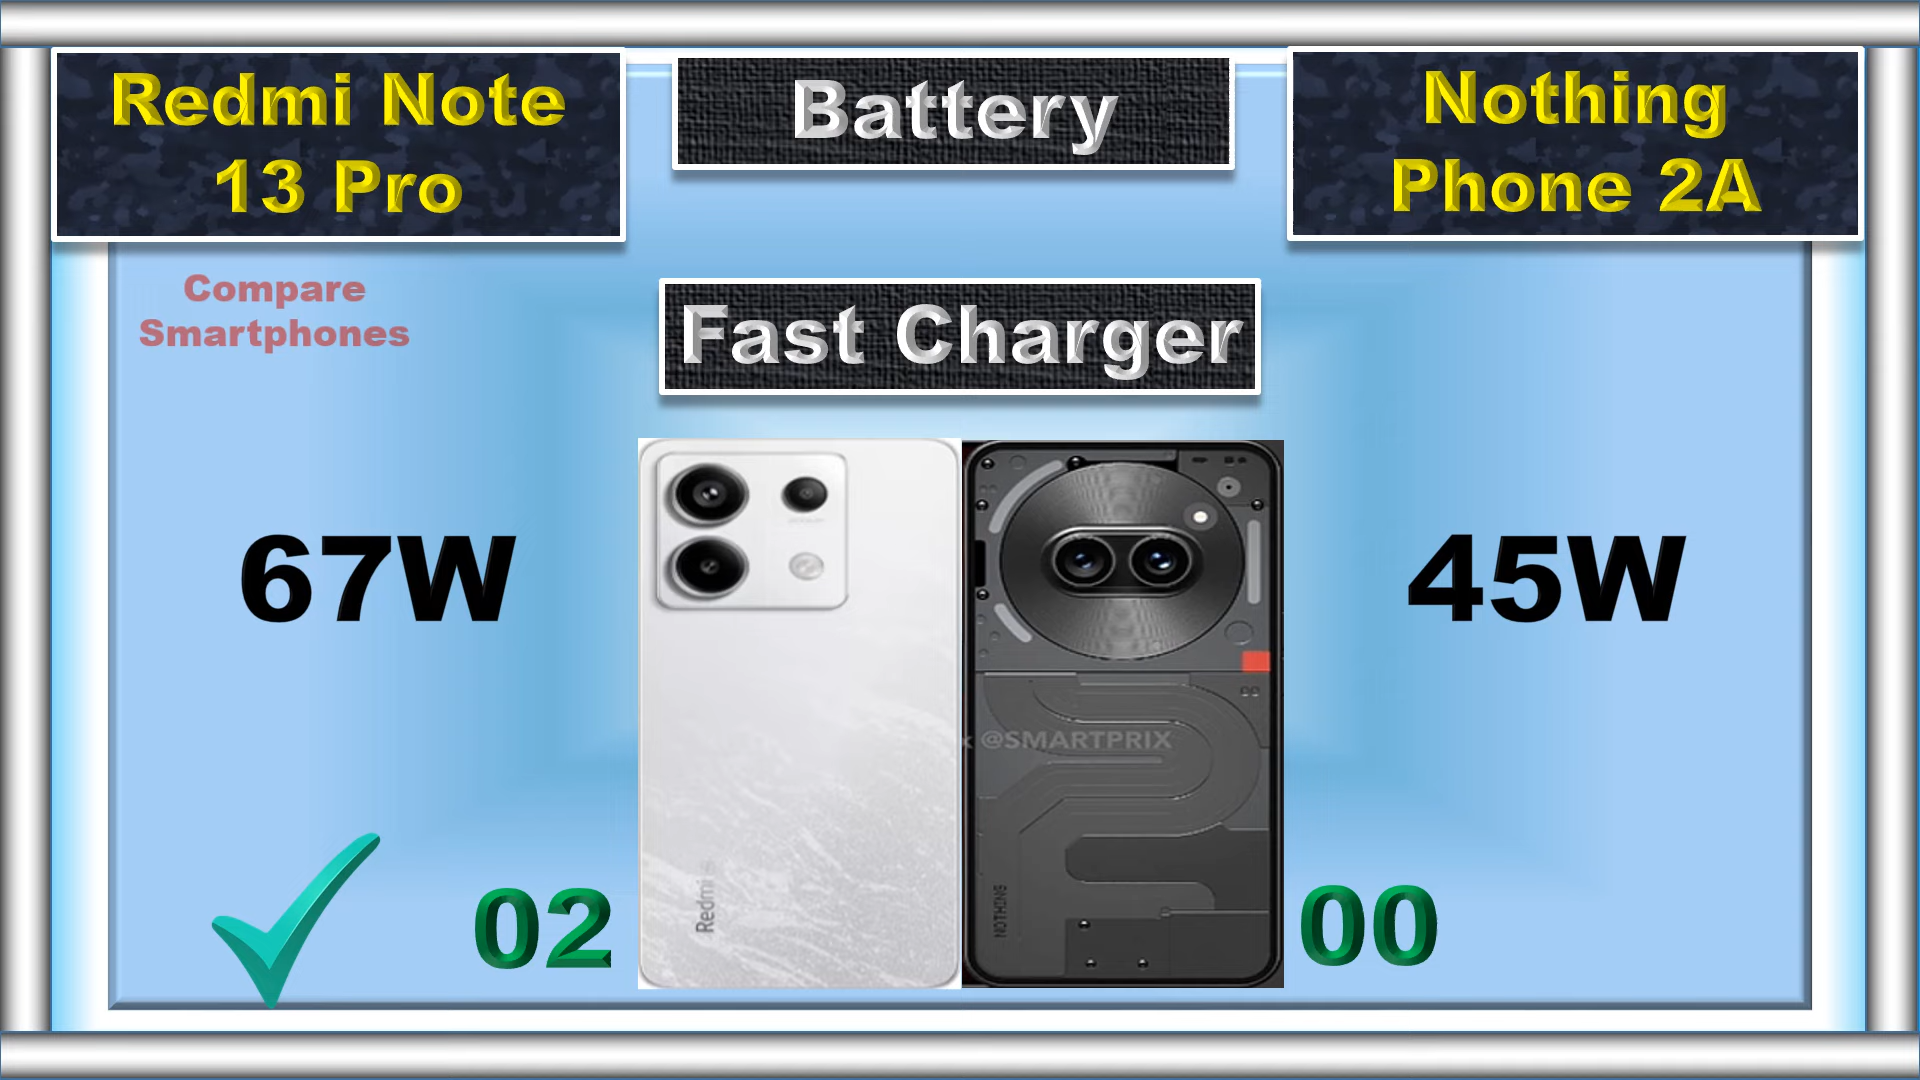 Redmi Note
13 Pro
Battery
Nothing
Phone 2A
Compare
Smartphones
Fast Charger
67W
45W
@SMARTPRIX
Redmi
NOTHING
02
00